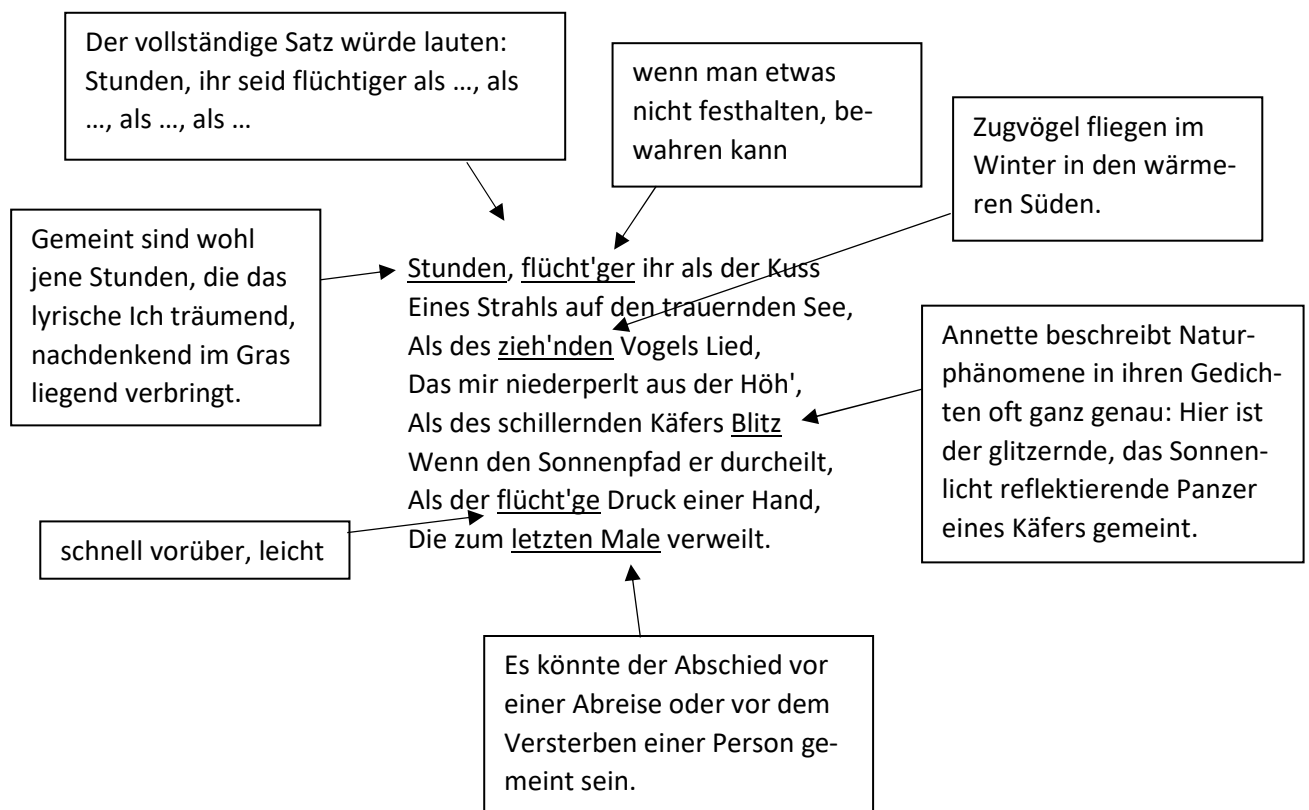 Der vollständige Satz würde lauten:
Stunden, ihr seid flüchtiger als …, als
…, als …, als …
wenn man etwas
nicht festhalten, be-
wahren kann
Zugvögel fliegen im
Winter in den wärme-
ren Süden.
Gemeint sind wohl
jene Stunden, die das
lyrische Ich träumend,
nachdenkend im Gras
liegend verbringt.
Stunden, flücht'ger ihr als der Kuss
Eines Strahls auf den trauernden See,
Als des zieh'nden Vogels Lied,
Das mir niederperlt aus der Höh',
Als des schillernden Käfers Blitz
Wenn den Sonnenpfad er durcheilt,
Als der flücht'ge Druck einer Hand,
Die zum letzten Male verweilt.
Annette beschreibt Natur-
phänomene in ihren Gedich-
ten oft ganz genau: Hier ist
der glitzernde, das Sonnen-
licht reflektierende Panzer
eines Käfers gemeint.
schnell vorüber, leicht
Es könnte der Abschied vor
einer Abreise oder vor dem
Versterben einer Person ge-
meint sein.